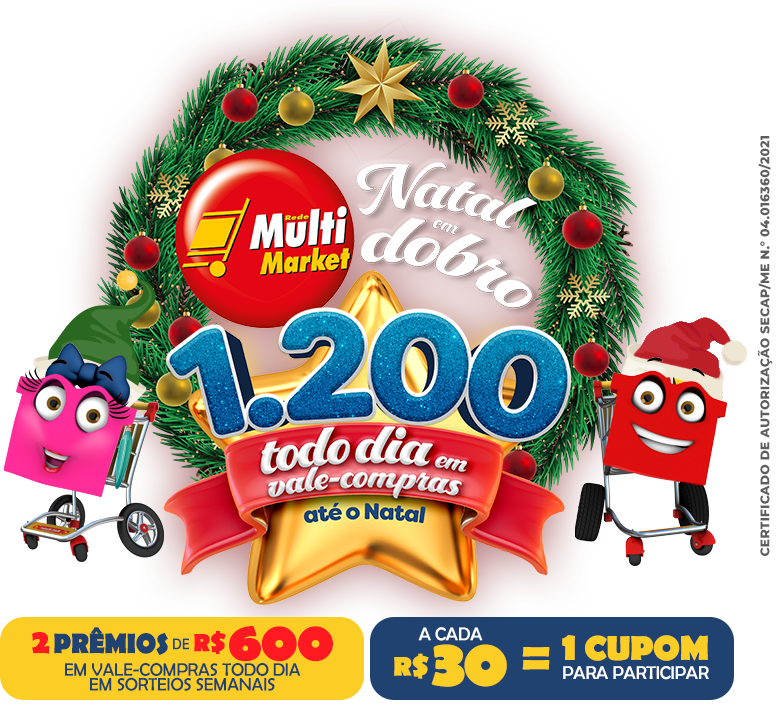 Rede
Multi
Market
Natal
em
dobro
1.200
todo dia em
vale-compras
até o Natal
2 PRÊMIOS DE R$ 600
EM VALE-COMPRAS TODO DIA
EM SORTEIOS SEMANAIS
A CADA
R$ 30
=
1 CUPOM
PARA PARTICIPAR
CERTIFICADO DE AUTORIZAÇÃO SECAP/ME N.º 04.016360/2021